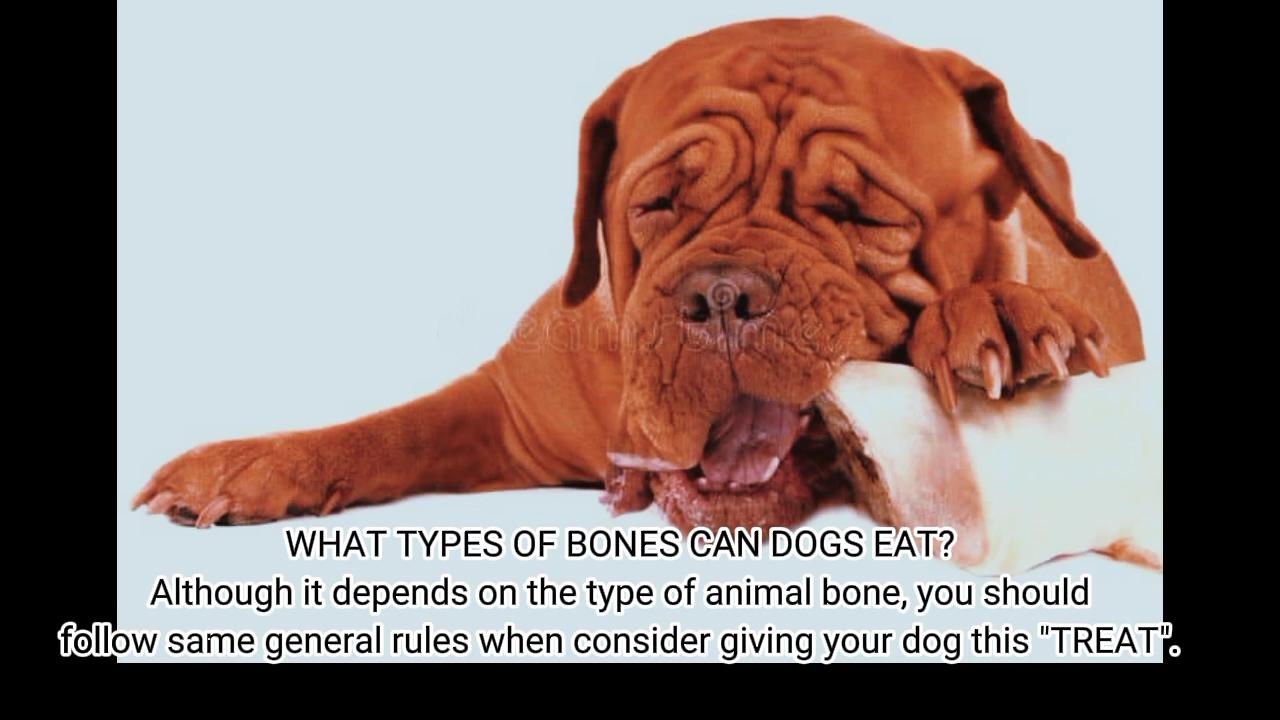 dreamstime
WHAT TYPES OF BONES CAN DOGS EAT?
Although it depends on the type of animal bone, you should
follow same general rules when consider giving your dog this "TREAT".